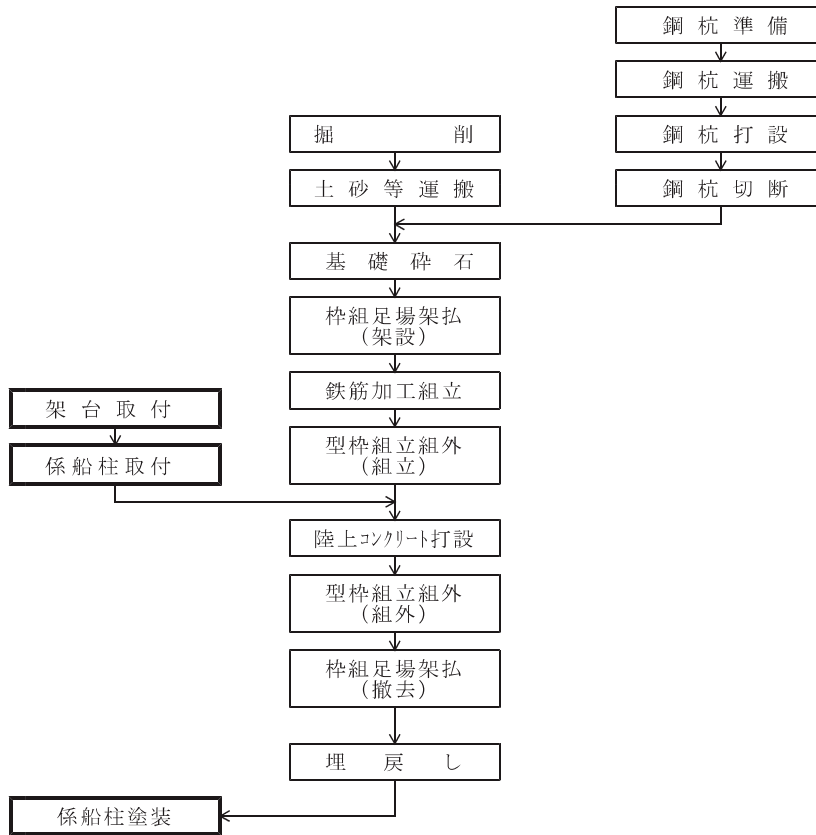 鋼杭準備
鋼杭運搬
掘削
鋼杭打設
土砂等運搬
鋼杭切断
基礎砕石
枠組足場架払
(架設)
鉄筋加工組立
架台取付
型枠組立組外
(組立)
係船柱取付
陸上ｺﾝｸﾘｰﾄ打設
型枠組立組外
(組外)
枠組足場架払
(撤去)
埋戻し
係船柱塗装